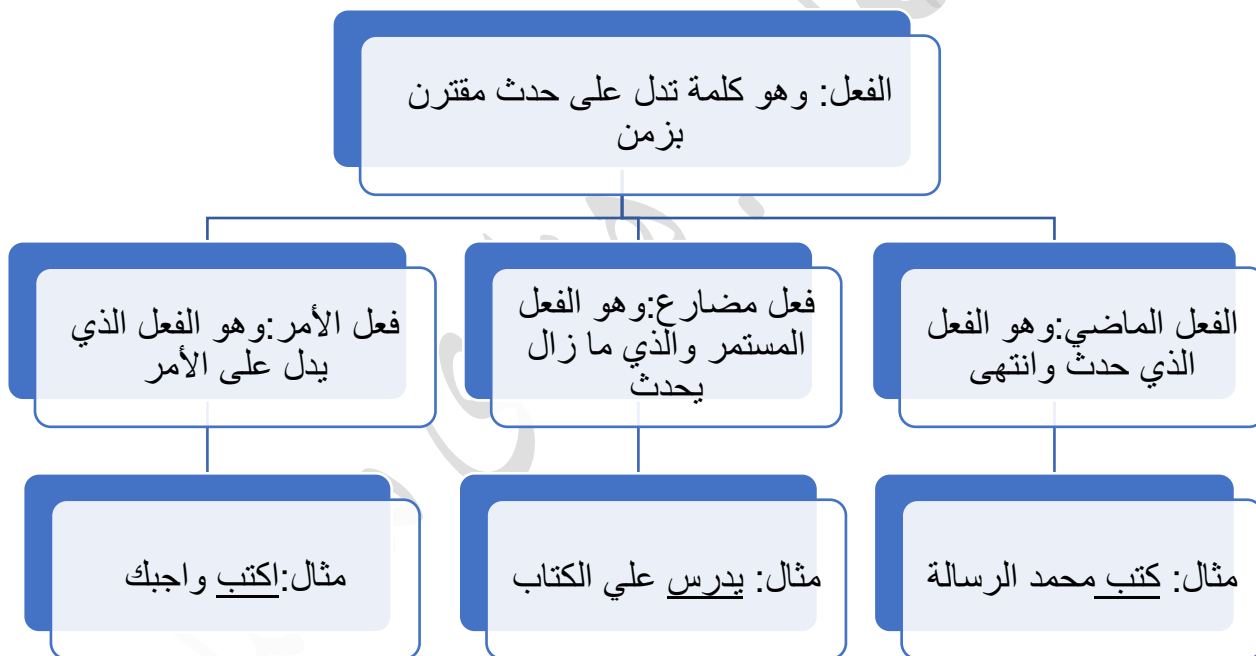 الفعل: وهو كلمة تدل على حدث مقترن
بزمن
الفعل الماضي:وهو الفعل
الذي حدث وانتهى
فعل مضارع:وهو الفعل
المستمر والذي ما زال
يحدث
فعل الأمر:وهو الفعل الذي
يدل على الأمر
مثال: كتب محمد الرسالة
مثال: يدرس علي الكتاب
مثال:اكتب واجبك